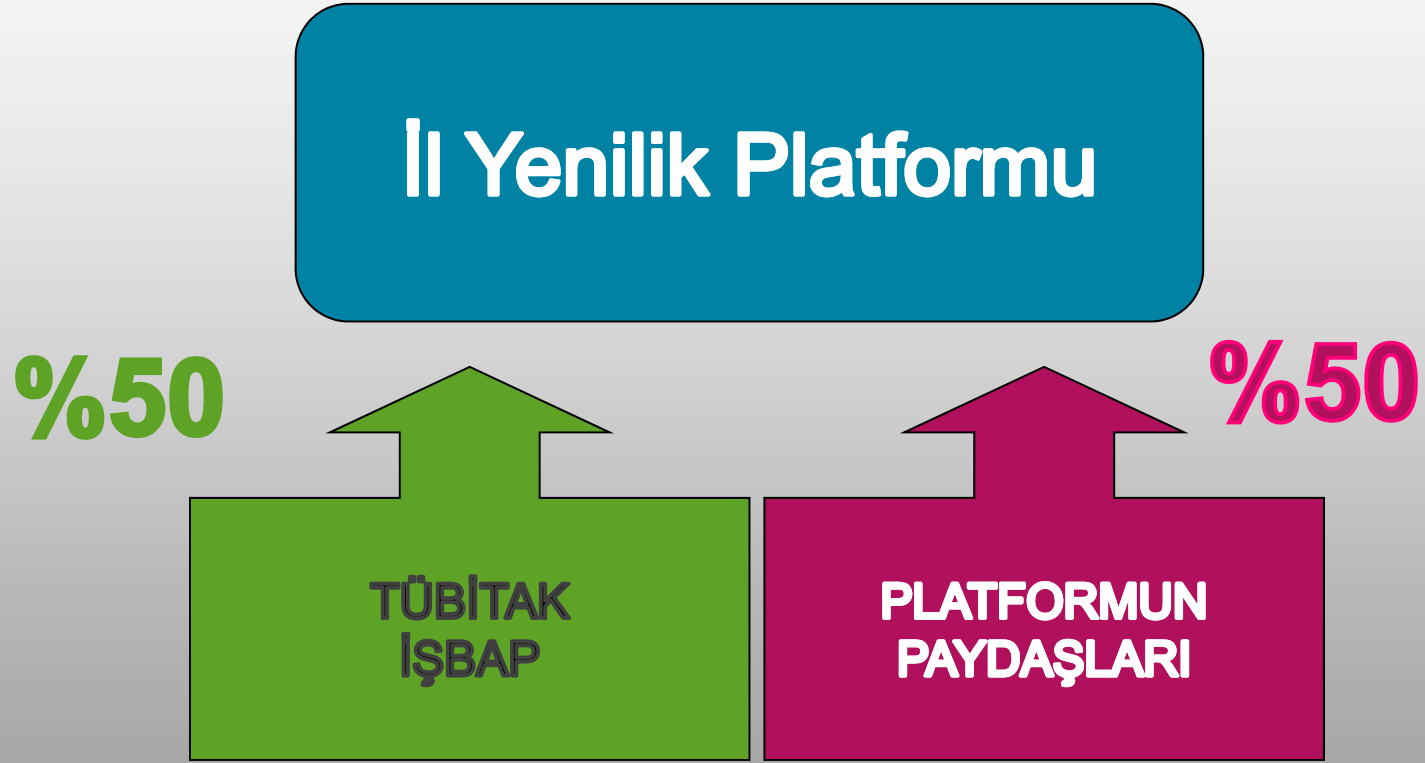 İl Yenilik Platformu
%50
%50
TÜBİTAK
İŞBAP
PLATFORMUN
PAYDAŞLARI